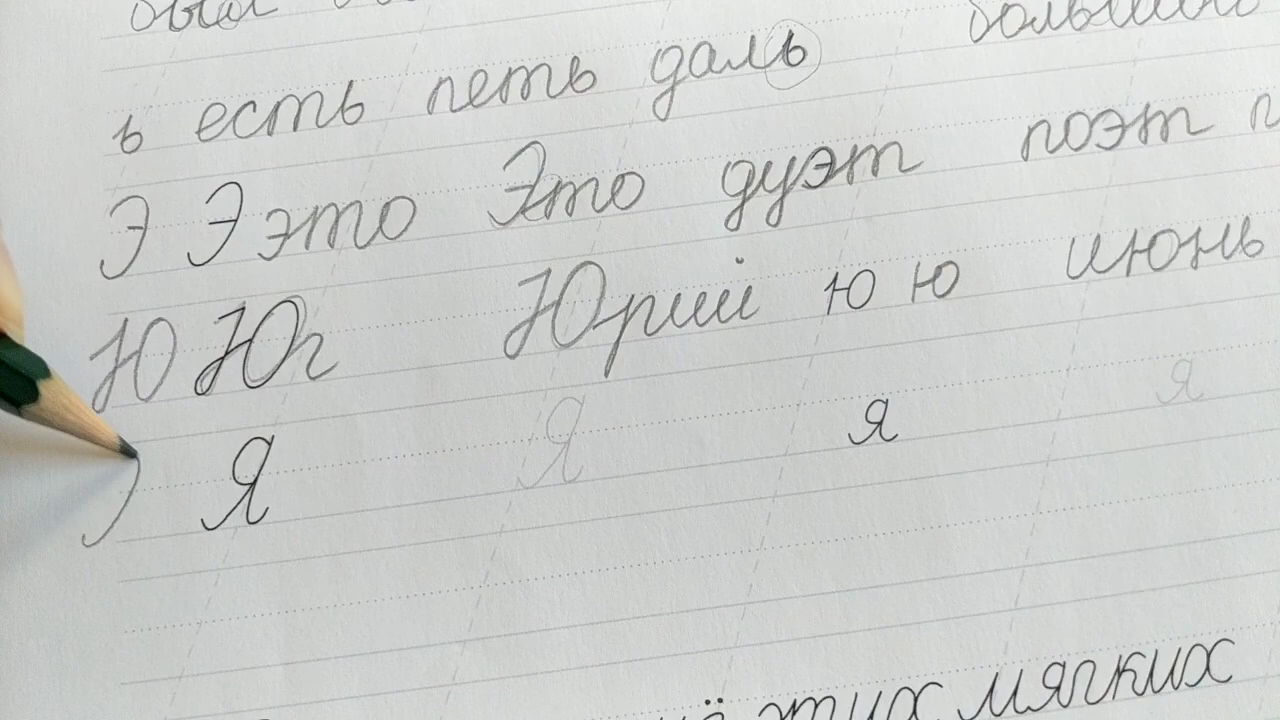 ь есть петь даль
Э Э это Это дуэт поэт
Ю Юг Юрий ю ю июнь
Я Я я я
этих мягких